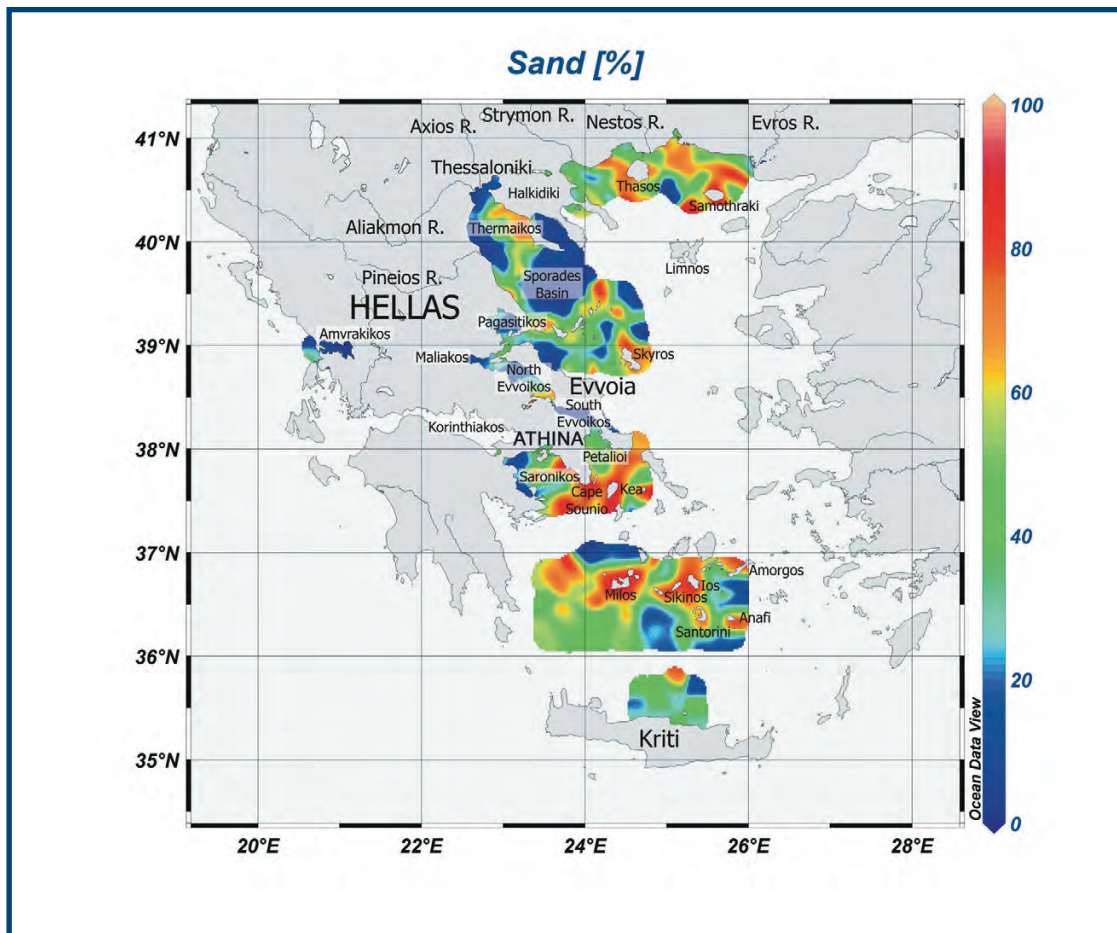 Sand [%]
Axios R.
Strymon R.
Nestos R.
Evros R.
Thessaloniki
Halkidiki
Thasos
Samothraki
Aliakmon R.
Thermaikos
Limnos
Pineios R.
Sporades
Basin
HELLAS
Pagasitikos
Amvrakikos
Maliakos
Skyros
North
Evvoikos
Evvoia
South
Evvoikos
Korinthiakos
ATHINA
Petalioi
Saronikos
Cape
Sounio
Kea
Amorgos
Milos
Sikinos
Ios
Anafi
Santorini
Kriti
41°N
40°N
39°N
38°N
37°N
36°N
35°N
20°E
22°E
24°E
26°E
28°E
100
80
60
40
20
0
Ocean Data View